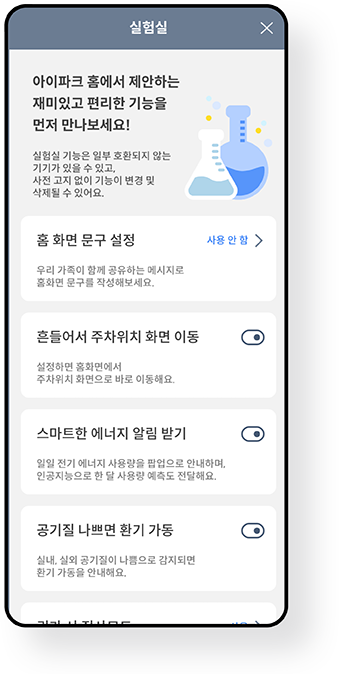 실험실
아이파크 홈에서 제안하는
재미있고 편리한 기능을
먼저 만나보세요!
실험실 기능은 일부 호환되지 않는
기기가 있을 수 있고,
사전 고지 없이 기능이 변경 및
삭제될 수 있어요.
홈 화면 문구 설정
사용 안 함
우리 가족이 함께 공유하는 메시지로
홈화면 문구를 작성해보세요.
흔들어서 주차위치 화면 이동
설정하면 홈화면에서
주차위치 화면으로 바로 이동해요.
스마트한 에너지 알림 받기
일일 전기 에너지 사용량을 팝업으로 안내하며,
인공지능으로 한 달 사용량 예측도 전달해요.
공기질 나쁘면 환기 가동
실내, 실외 공기질이 나쁨으로 감지되면
환기 가동을 안내해요.